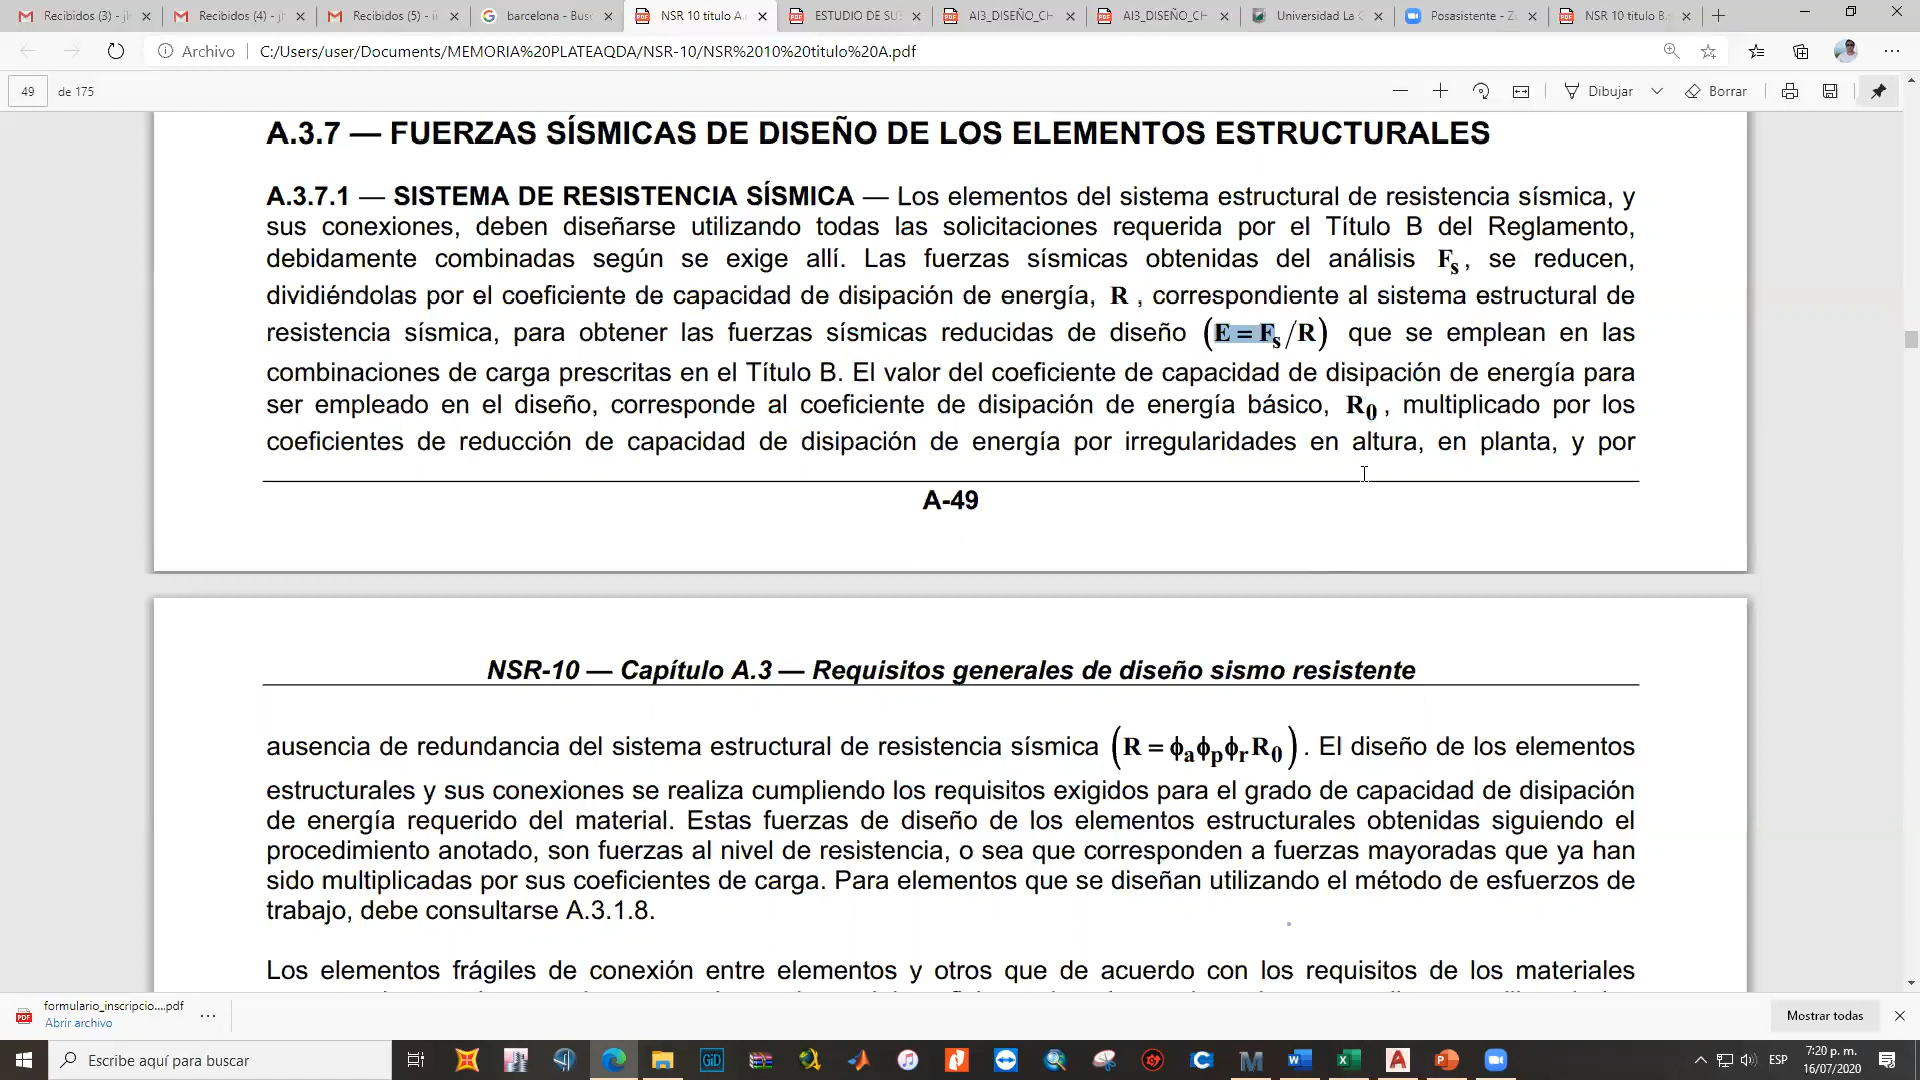 Recibidos (3) - jh
Recibidos (4) - jh
Recibidos (5) - ii
barcelona - Bus
NSR 10 titulo A.
ESTUDIO DE SU
AI3_DISEÑO_CH
AI3_DISEÑO_CH
Universidad La
Posasistente - Z
NSR 10 titulo B.
Archivo
C:/Users/user/Documents/MEMORIA%20PLATEAQDA/NSR-10/NSR%2010%20titulo%20A.pdf
49 de 175
Dibujar
Borrar
A.3.7 — FUERZAS SÍSMICAS DE DISEÑO DE LOS ELEMENTOS ESTRUCTURALES
A.3.7.1 — SISTEMA DE RESISTENCIA SÍSMICA — Los elementos del sistema estructural de resistencia sísmica, y
sus conexiones, deben diseñarse utilizando todas las solicitaciones requerida por el Título B del Reglamento,
debidamente combinadas según se exige allí. Las fuerzas sísmicas obtenidas del análisis Fs, se reducen,
dividiéndolas por el coeficiente de capacidad de disipación de energía, R , correspondiente al sistema estructural de
resistencia sísmica, para obtener las fuerzas sísmicas reducidas de diseño (E = Fs/R) que se emplean en las
combinaciones de carga prescritas en el Título B. El valor del coeficiente de capacidad de disipación de energía para
ser empleado en el diseño, corresponde al coeficiente de disipación de energía básico, R0 , multiplicado por los
coeficientes de reducción de capacidad de disipación de energía por irregularidades en altura, en planta, y por
A-49
NSR-10 — Capítulo A.3 — Requisitos generales de diseño sismo resistente
ausencia de redundancia del sistema estructural de resistencia sísmica (R = ϕaϕpϕrR0) . El diseño de los elementos
estructurales y sus conexiones se realiza cumpliendo los requisitos exigidos para el grado de capacidad de disipación
de energía requerido del material. Estas fuerzas de diseño de los elementos estructurales obtenidas siguiendo el
procedimiento anotado, son fuerzas al nivel de resistencia, o sea que corresponden a fuerzas mayoradas que ya han
sido multiplicadas por sus coeficientes de carga. Para elementos que se diseñan utilizando el método de esfuerzos de
trabajo, debe consultarse A.3.1.8.
Los elementos frágiles de conexión entre elementos y otros que de acuerdo con los requisitos de los materiales
formulario_inscripcio....pdf
Abrir archivo
Mostrar todas
Escribe aquí para buscar
ESP
7:20 p. m.
16/07/2020